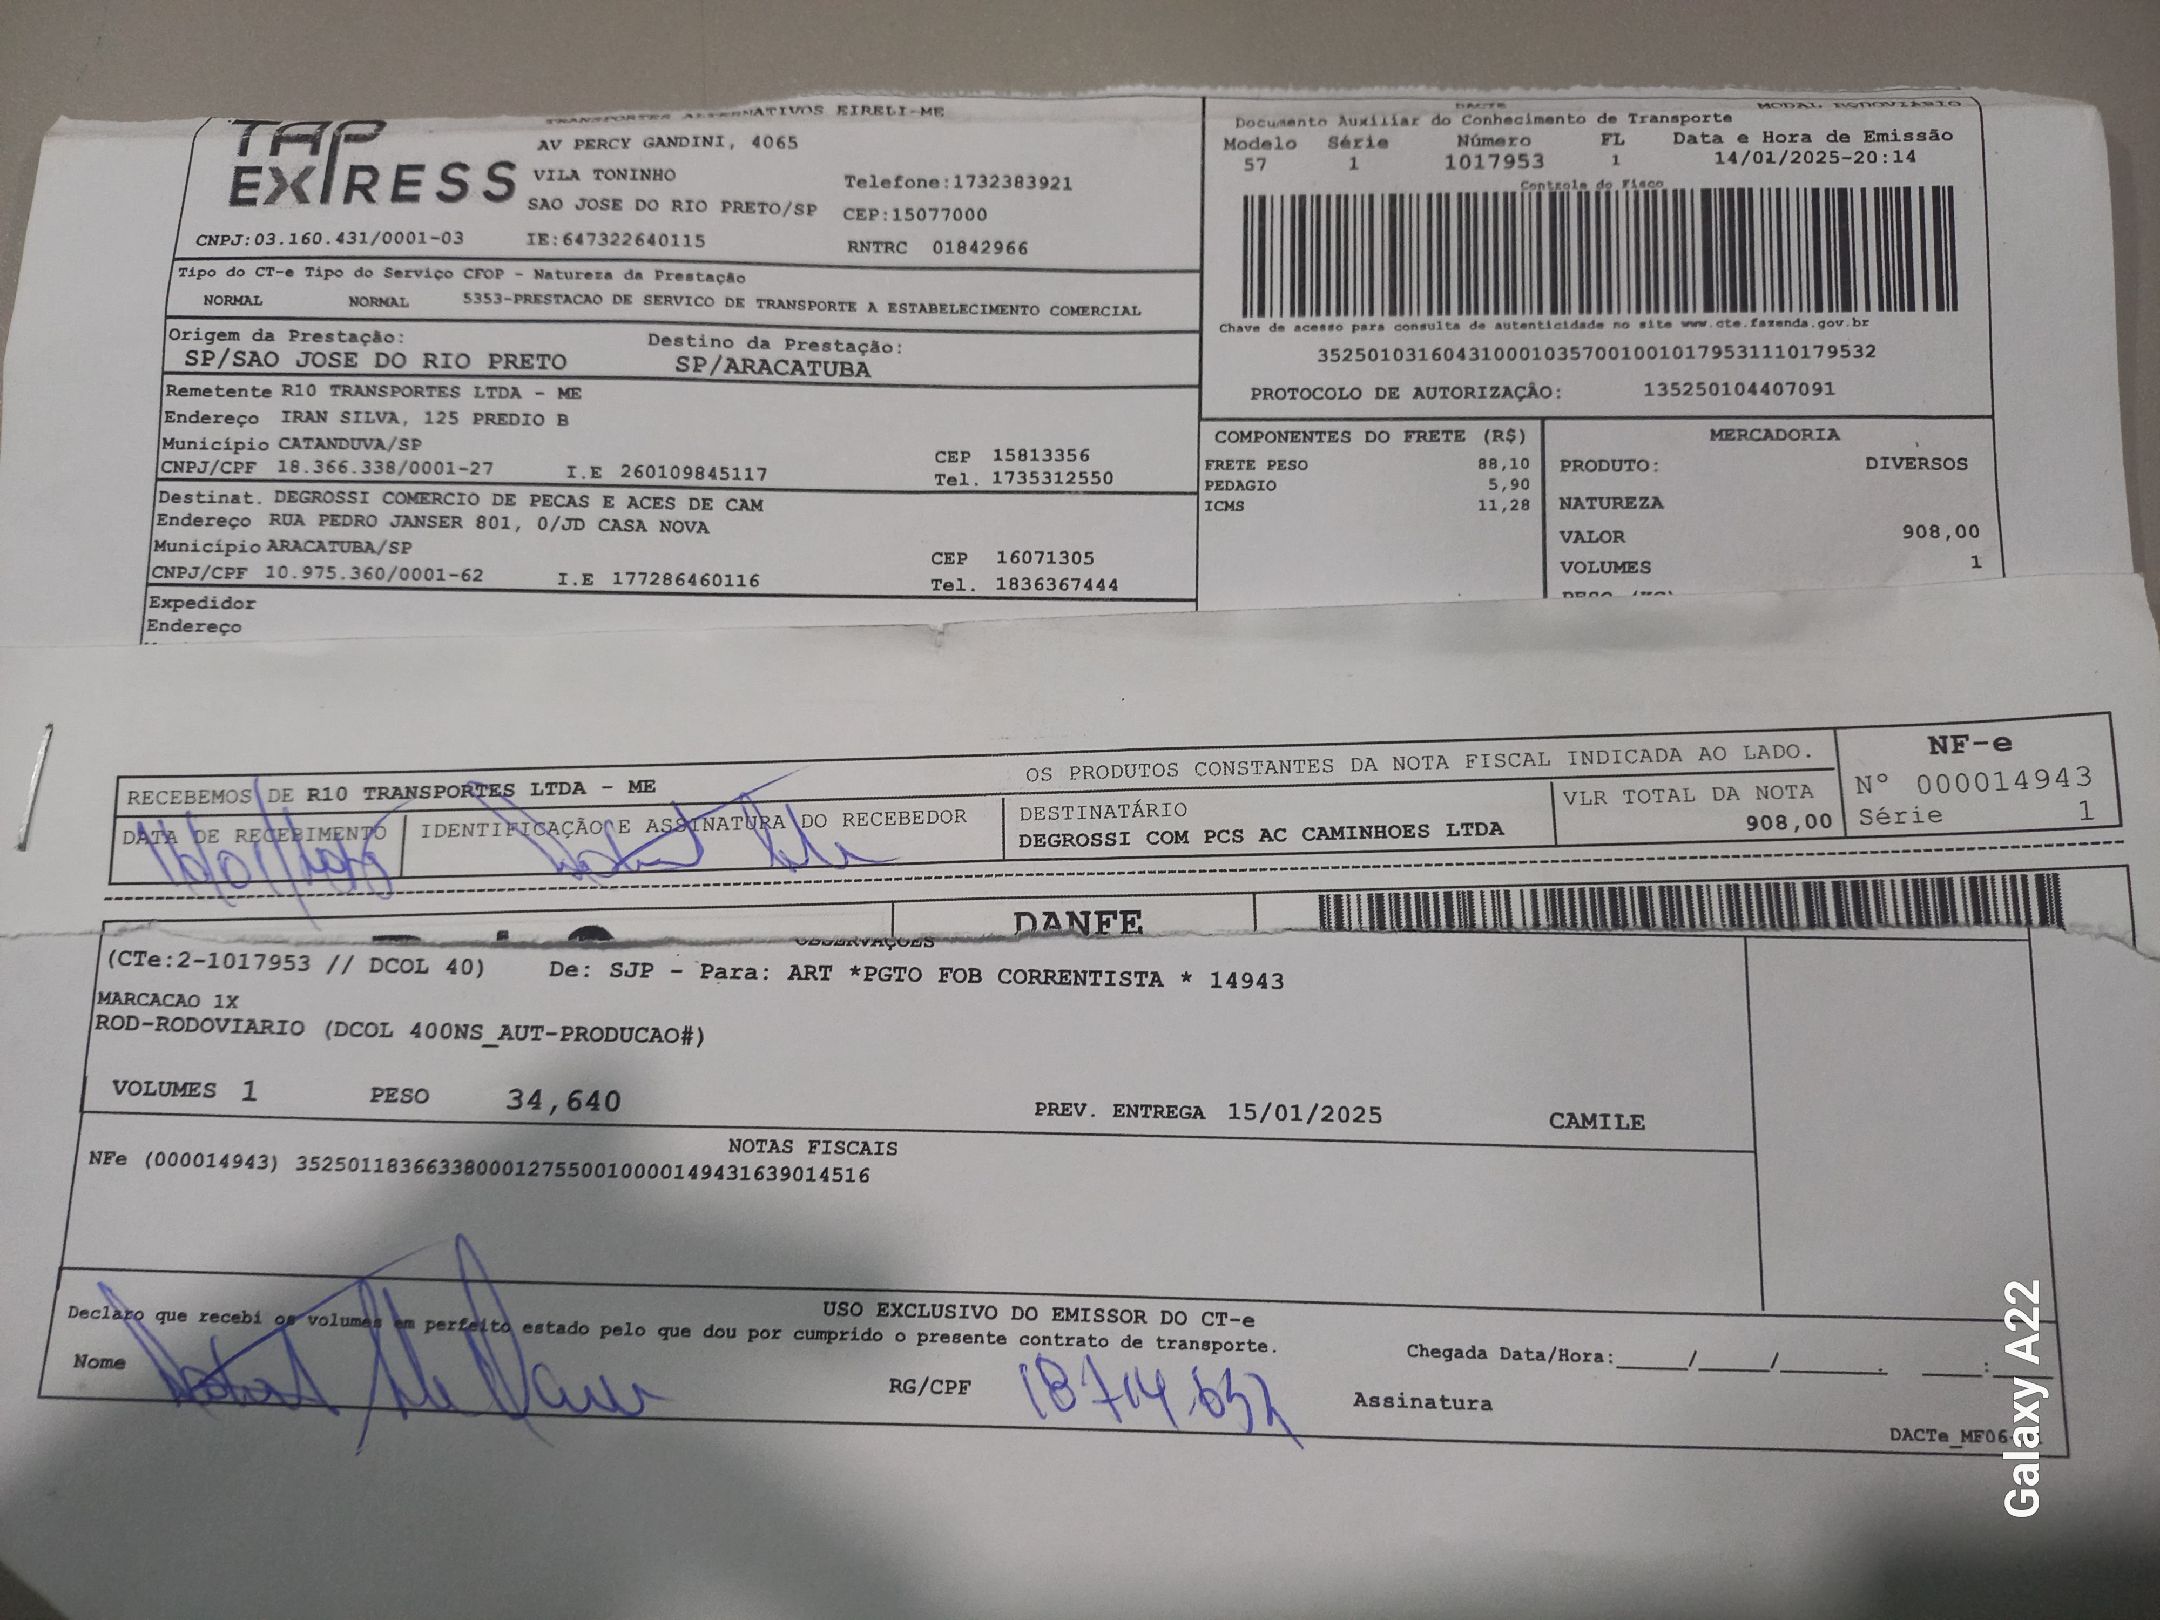 TRANSPORTES ALTERNATIVOS EIRELI-ME
TAP EXPRESS
AV PERCY GANDINI, 4065
VILA TONINHO
Telefone:1732383921
SAO JOSE DO RIO PRETO/SP CEP:15077000
CNPJ:03.160.431/0001-03 IE:647322640115 RNTRC 01842966
Tipo do CT-e Tipo do Serviço CFOP - Natureza da Prestação
NORMAL NORMAL 5353-PRESTACAO DE SERVICO DE TRANSPORTE A ESTABELECIMENTO COMERCIAL
Origem da Prestação: Destino da Prestação:
SP/SAO JOSE DO RIO PRETO SP/ARACATUBA
Remetente R10 TRANSPORTES LTDA - ME
Endereço IRAN SILVA, 125 PREDIO B
Município CATANDUVA/SP CEP 15813356
CNPJ/CPF 18.366.338/0001-27 I.E 260109845117 Tel. 1735312550
Destinat. DEGROSSI COMERCIO DE PECAS E ACES DE CAM
Endereço RUA PEDRO JANSER 801, 0/JD CASA NOVA
Município ARACATUBA/SP CEP 16071305
CNPJ/CPF 10.975.360/0001-62 I.E 177286460116 Tel. 1836367444
Expedidor
Endereço
DACTE MODAL RODOVIÁRIO
Documento Auxiliar do Conhecimento de Transporte
Modelo Série Número FL Data e Hora de Emissão
57 1 1017953 1 14/01/2025-20:14
Controle do Fisco
Chave de acesso para consulta de autenticidade no site www.cte.fazenda.gov.br
35250103160431000103570010010179531110179532
PROTOCOLO DE AUTORIZAÇÃO: 135250104407091
COMPONENTES DO FRETE (R$)
FRETE PESO 88,10
PEDAGIO 5,90
ICMS 11,28
MERCADORIA
PRODUTO: DIVERSOS
NATUREZA
VALOR 908,00
VOLUMES 1
PESO (KG)
RECEBEMOS DE R10 TRANSPORTES LTDA - ME OS PRODUTOS CONSTANTES DA NOTA FISCAL INDICADA AO LADO.
DATA DE RECEBIMENTO IDENTIFICAÇÃO E ASSINATURA DO RECEBEDOR
DESTINATÁRIO
DEGROSSI COM PCS AC CAMINHOES LTDA
VLR TOTAL DA NOTA
908,00
NF-e
Nº 000014943
Série 1
DANFE
OBSERVAÇÕES
(CTe:2-1017953 // DCOL 40) De: SJP - Para: ART *PGTO FOB CORRENTISTA * 14943
MARCACAO 1X
ROD-RODOVIARIO (DCOL 400NS_AUT-PRODUCAO#)
VOLUMES 1 PESO 34,640 PREV. ENTREGA 15/01/2025 CAMILE
NOTAS FISCAIS
NFe (000014943) 35250118366338000127550010000149431639014516
USO EXCLUSIVO DO EMISSOR DO CT-e
Declaro que recebi os volumes em perfeito estado pelo que dou por cumprido o presente contrato de transporte.
Nome RG/CPF 18714.652 Chegada Data/Hora:_____/_____/_______. ____:____
Assinatura
DACTe_MF06
Galaxy A22